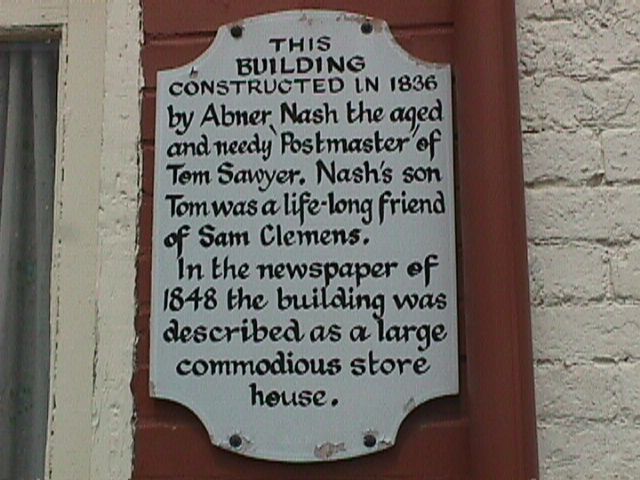 THIS
BUILDING
CONSTRUCTED IN 1836
by Abner Nash the aged
and needy "Postmaster" of
Tom Sawyer. Nash's son
Tom was a life-long friend
of Sam Clemens.
In the newspaper of
1848 the building was
described as a large
commodious store
house.